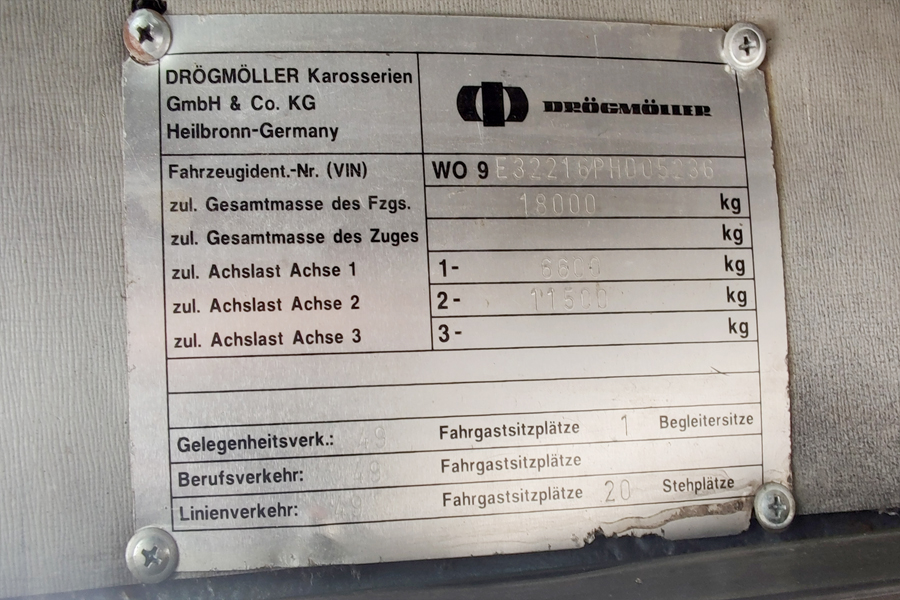 DRÖGMÖLLER Karosserien
GmbH & Co. KG
Heilbronn-Germany
DRÖGMÖLLER
Fahrzeugident.-Nr. (VIN) WO 9 E32216PH005236
zul. Gesamtmasse des Fzgs. 18000 kg
zul. Gesamtmasse des Zuges kg
zul. Achslast Achse 1 1- 6800 kg
zul. Achslast Achse 2 2- 11500 kg
zul. Achslast Achse 3 3- kg
Gelegenheitsverk.: 49 Fahrgastsitzplätze 1 Begleitersitze
Berufsverkehr: 49 Fahrgastsitzplätze
Linienverkehr: Fahrgastsitzplätze 20 Stehplätze